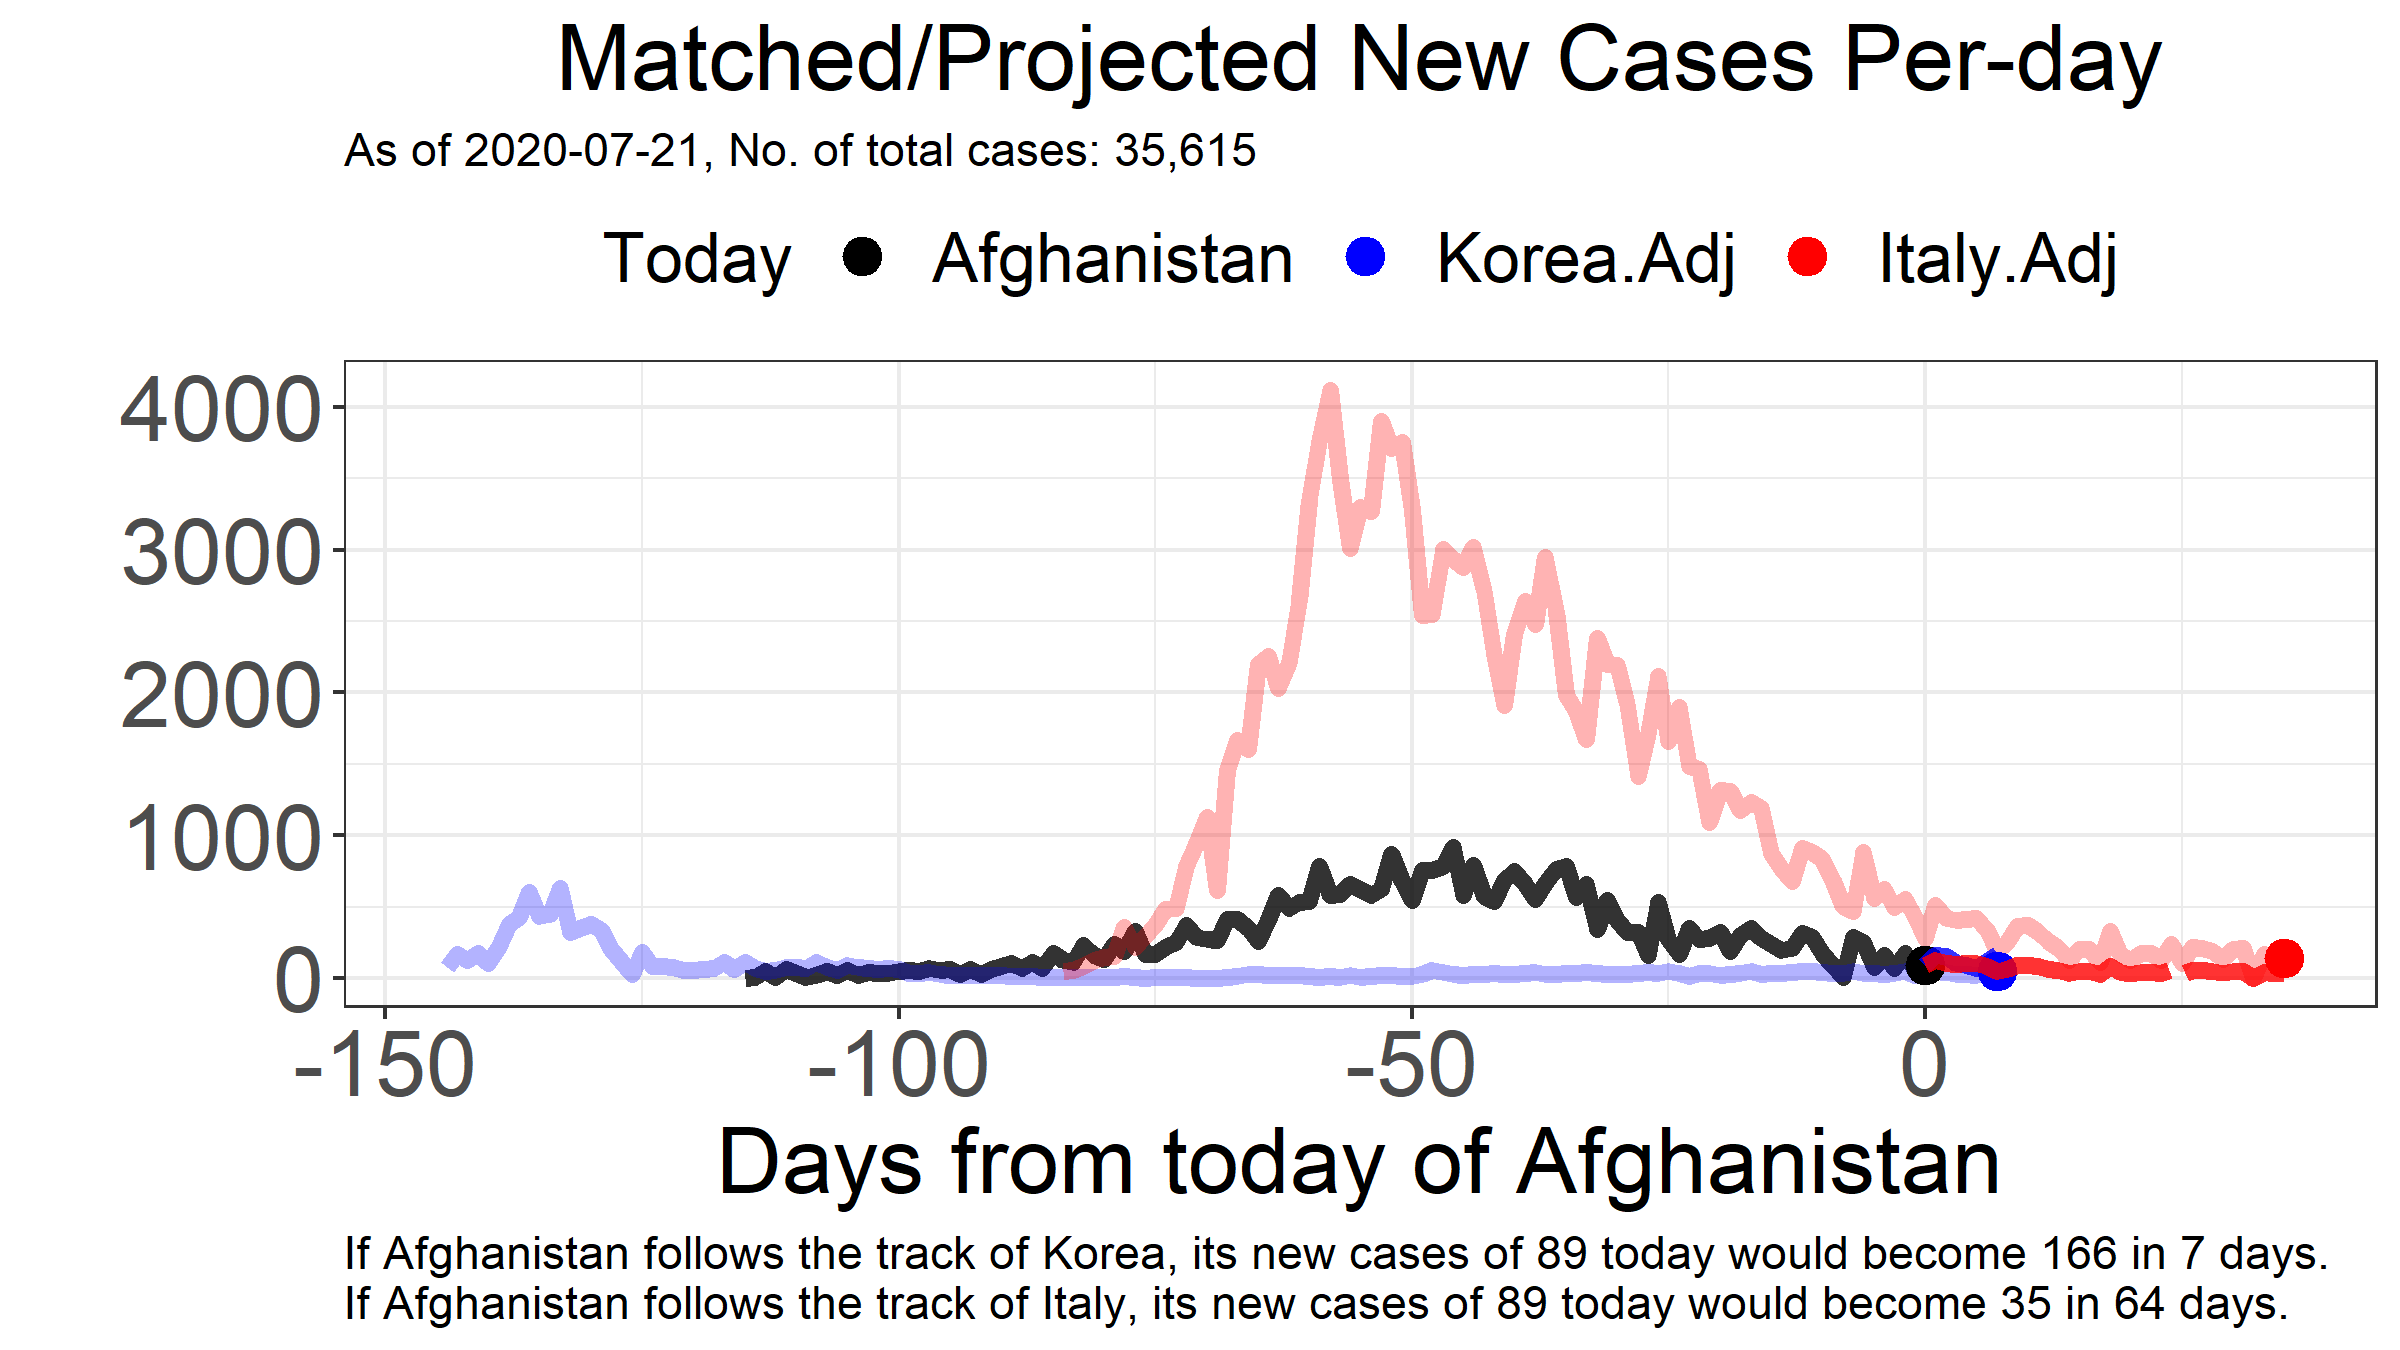 Matched/Projected New Cases Per-day
As of 2020-07-21, No. of total cases: 35,615
Today Afghanistan Korea.Adj Italy.Adj
4000
3000
2000
1000
0
-150 -100 -50 0
Days from today of Afghanistan
If Afghanistan follows the track of Korea, its new cases of 89 today would become 166 in 7 days.
If Afghanistan follows the track of Italy, its new cases of 89 today would become 35 in 64 days.